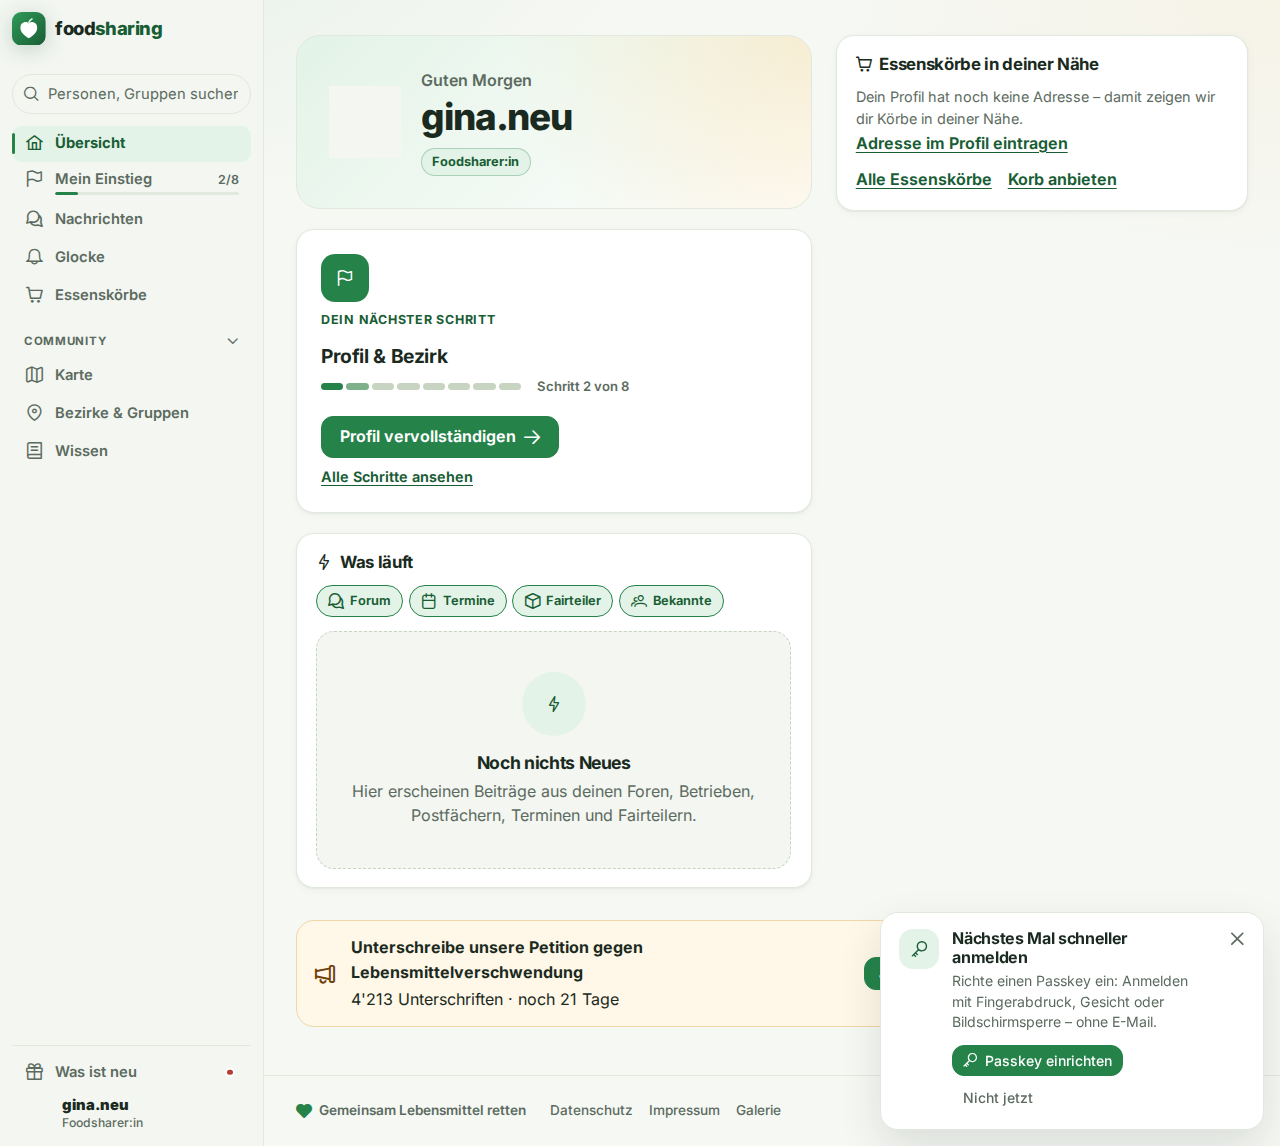 foodsharing
Personen, Gruppen sucher
Übersicht
Mein Einstieg 2/8
Nachrichten
Glocke
Essenskörbe
COMMUNITY
Karte
Bezirke & Gruppen
Wissen
Was ist neu
gina.neu
Foodsharer:in
Guten Morgen
gina.neu
Foodsharer:in
DEIN NÄCHSTER SCHRITT
Profil & Bezirk
Schritt 2 von 8
Profil vervollständigen
Alle Schritte ansehen
Was läuft
Forum Termine Fairteiler Bekannte
Noch nichts Neues
Hier erscheinen Beiträge aus deinen Foren, Betrieben,
Postfächern, Terminen und Fairteilern.
Essenskörbe in deiner Nähe
Dein Profil hat noch keine Adresse – damit zeigen wir
dir Körbe in deiner Nähe.
Adresse im Profil eintragen
Alle Essenskörbe Korb anbieten
Unterschreibe unsere Petition gegen
Lebensmittelverschwendung
4'213 Unterschriften · noch 21 Tage
Gemeinsam Lebensmittel retten Datenschutz Impressum Galerie
Nächstes Mal schneller
anmelden
Richte einen Passkey ein: Anmelden
mit Fingerabdruck, Gesicht oder
Bildschirmsperre – ohne E-Mail.
Passkey einrichten
Nicht jetzt